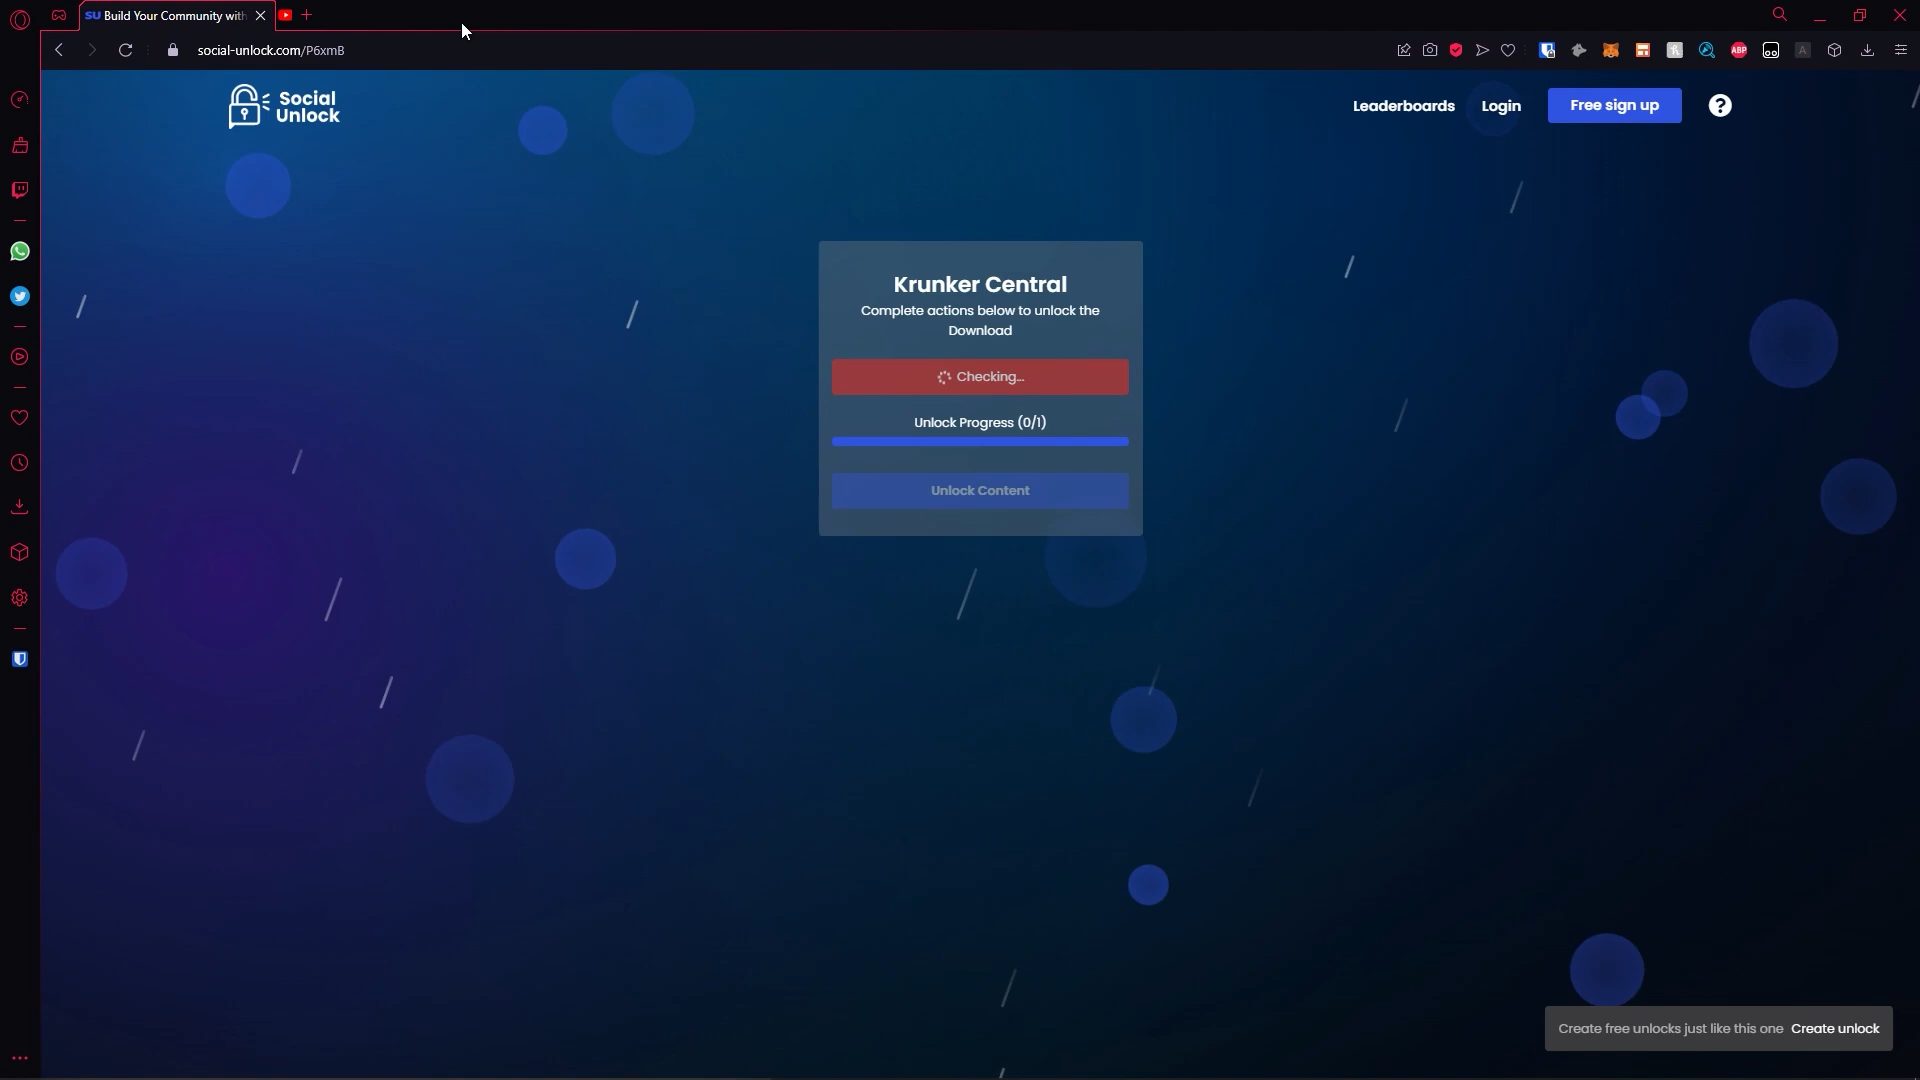 SU Build Your Community with
social-unlock.com/P6xmB
ABP
A
Social
Unlock
Leaderboards
Login
Free sign up
?
Krunker Central
Complete actions below to unlock the
Download
Checking...
Unlock Progress (0/1)
Unlock Content
Create free unlocks just like this one Create unlock